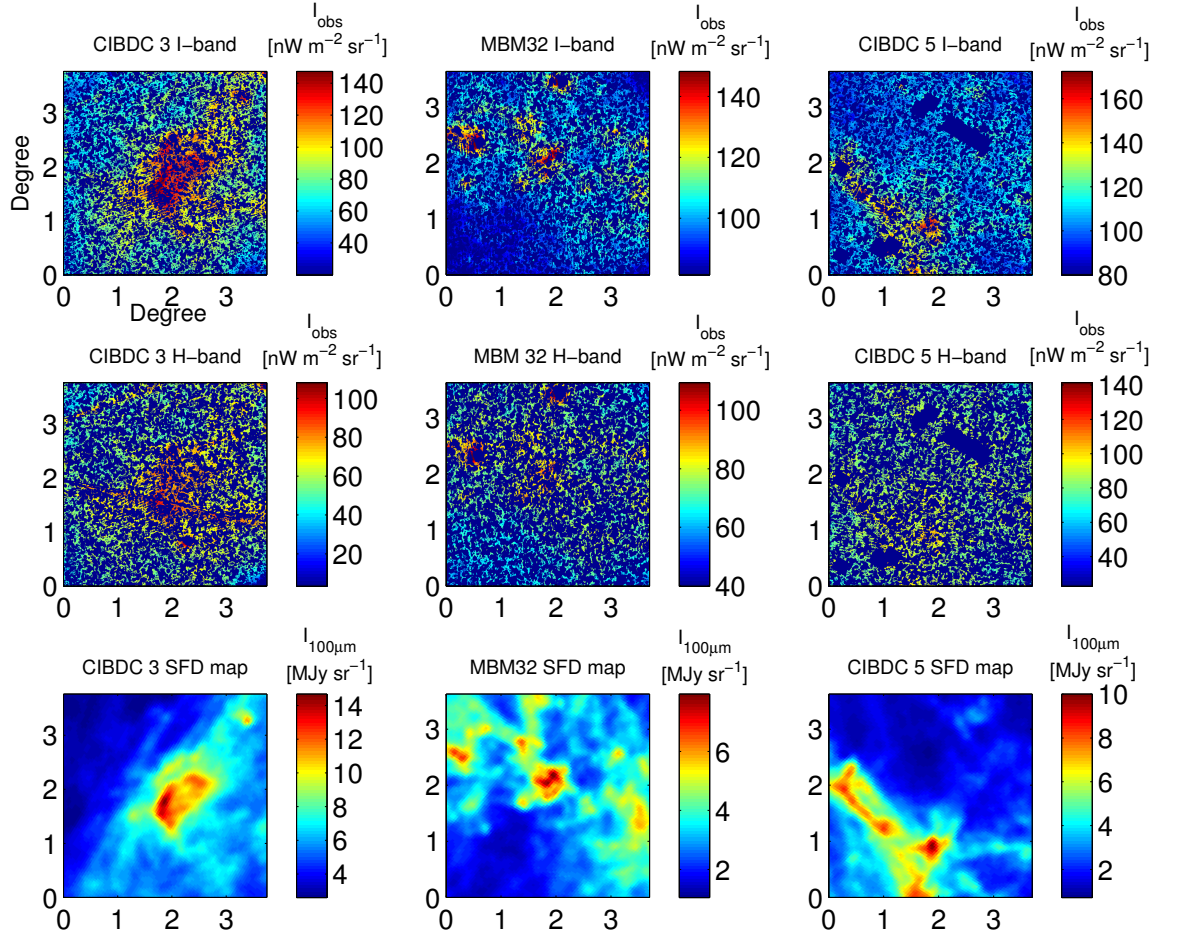 CIBDC 3 I-band
I_obs
[nW m^-2 sr^-1]
Degree
3
2
1
0
0 1 2 3
Degree
140
120
100
80
60
40
MBM32 I-band
I_obs
[nW m^-2 sr^-1]
3
2
1
0
0 1 2 3
140
120
100
CIBDC 5 I-band
I_obs
[nW m^-2 sr^-1]
3
2
1
0
0 1 2 3
160
140
120
100
80
CIBDC 3 H-band
I_obs
[nW m^-2 sr^-1]
3
2
1
0
0 1 2 3
100
80
60
40
20
MBM 32 H-band
I_obs
[nW m^-2 sr^-1]
3
2
1
0
0 1 2 3
100
80
60
40
CIBDC 5 H-band
I_obs
[nW m^-2 sr^-1]
3
2
1
0
0 1 2 3
140
120
100
80
60
40
CIBDC 3 SFD map
I_100μm
[MJy sr^-1]
3
2
1
0
0 1 2 3
14
12
10
8
6
4
MBM32 SFD map
I_100μm
[MJy sr^-1]
3
2
1
0
0 1 2 3
6
4
2
CIBDC 5 SFD map
I_100μm
[MJy sr^-1]
3
2
1
0
0 1 2 3
10
8
6
4
2